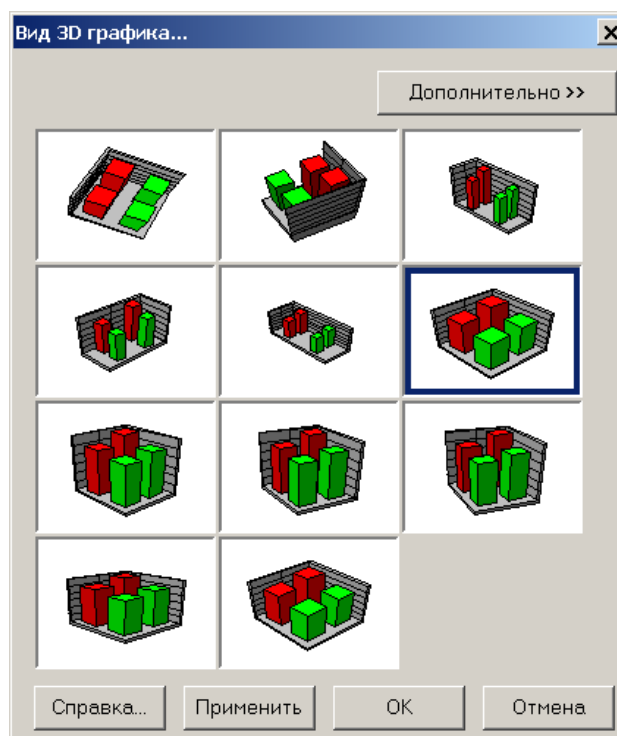 Вид 3D графика...
Дополнительно >>
Справка...
Применить
OK
Отмена